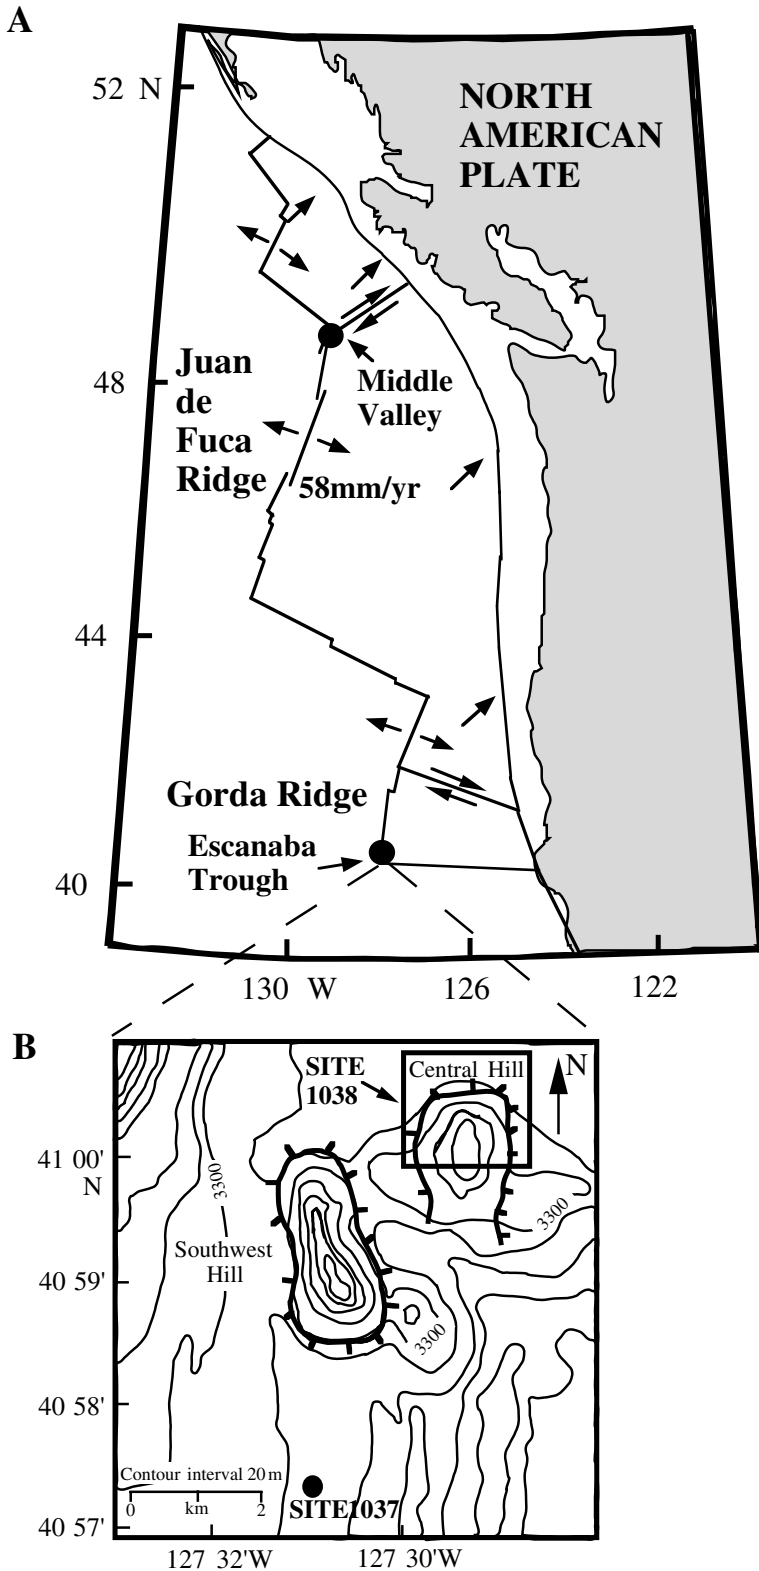 A
52 N
NORTH
AMERICAN
PLATE
Juan
de
Fuca
Ridge
48
Middle
Valley
58mm/yr
44
Gorda Ridge
Escanaba
Trough
40
130 W
126
122
B
SITE
1038
Central Hill
N
41 00'
N
3300
3300
Southwest
Hill
40 59'
3300
40 58'
Contour interval 20 m
0 km 2
SITE1037
40 57'
127 32'W
127 30'W